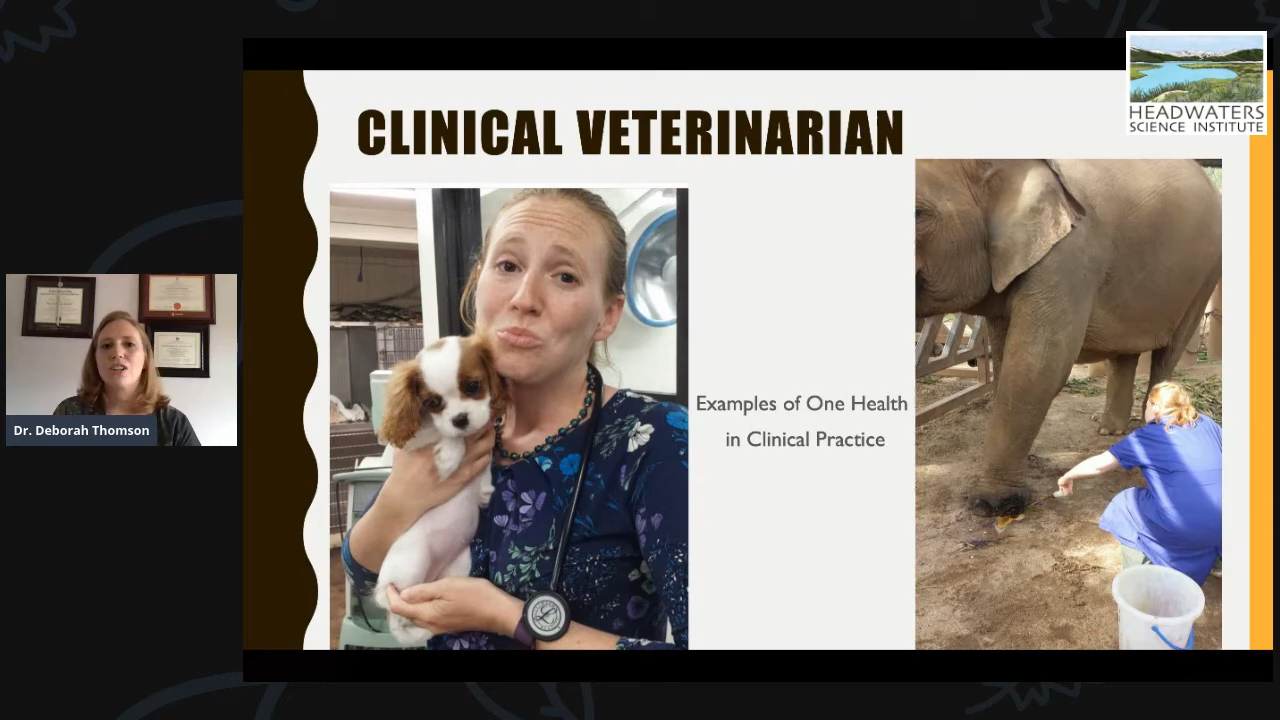 CLINICAL VETERINARIAN
HEADWATERS
SCIENCE INSTITUTE
Examples of One Health
in Clinical Practice
Dr. Deborah Thomson